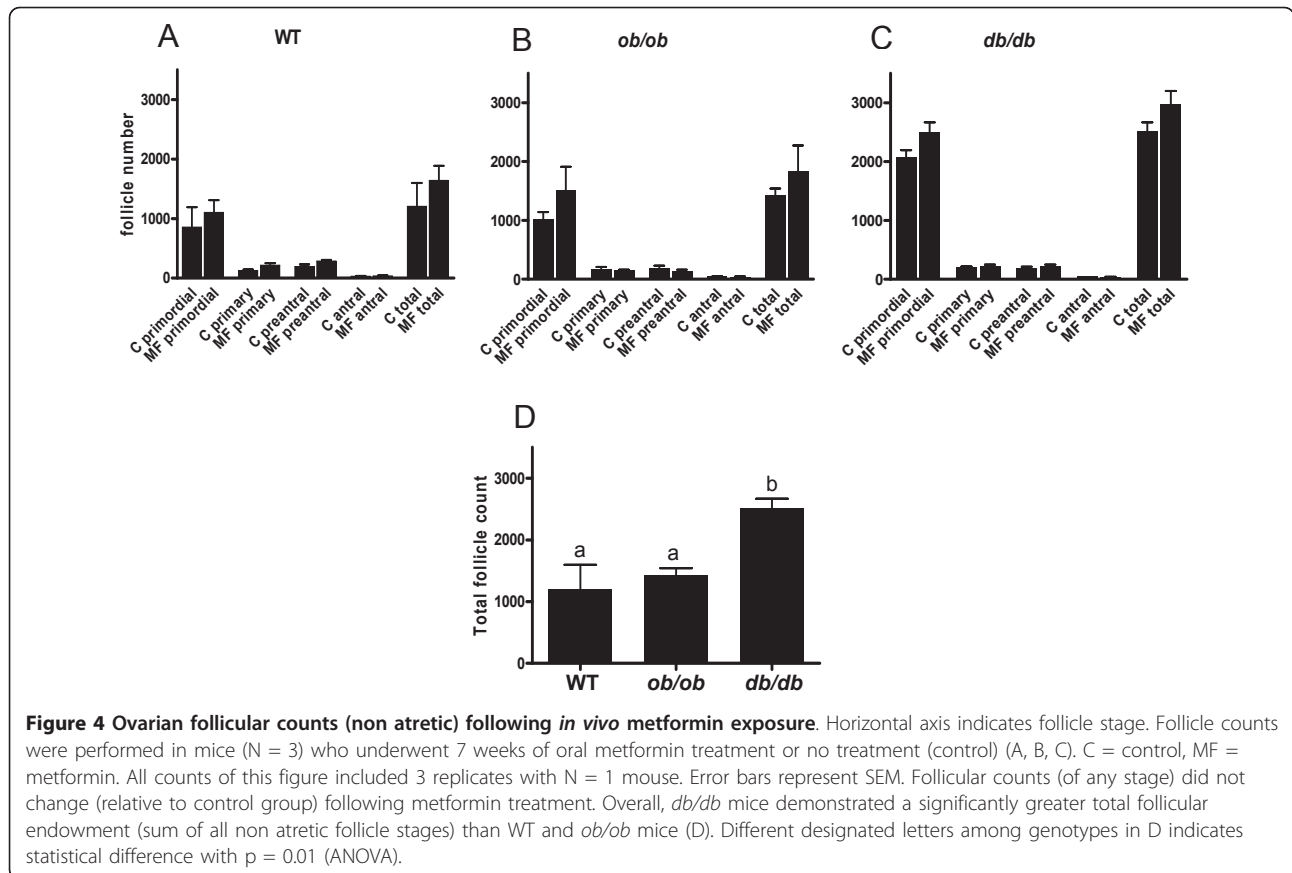 A
WT
B
ob/ob
C
db/db
follicle number
3000
2000
1000
0
C primordial
MF primordial
C primary
MF primary
C preantral
MF preantral
C antral
MF antral
C total
MF total
3000
2000
1000
0
C primordial
MF primordial
C primary
MF primary
C preantral
MF preantral
C antral
MF antral
C total
MF total
3000
2000
1000
0
C primordial
MF primordial
C primary
MF primary
C preantral
MF preantral
C antral
MF antral
C total
MF total
D
Total follicle count
3000
2000
1000
0
a
a
b
WT
ob/ob
db/db
Figure 4 Ovarian follicular counts (non atretic) following in vivo metformin exposure. Horizontal axis indicates follicle stage. Follicle counts
were performed in mice (N = 3) who underwent 7 weeks of oral metformin treatment or no treatment (control) (A, B, C). C = control, MF =
metformin. All counts of this figure included 3 replicates with N = 1 mouse. Error bars represent SEM. Follicular counts (of any stage) did not
change (relative to control group) following metformin treatment. Overall, db/db mice demonstrated a significantly greater total follicular
endowment (sum of all non atretic follicle stages) than WT and ob/ob mice (D). Different designated letters among genotypes in D indicates
statistical difference with p = 0.01 (ANOVA).